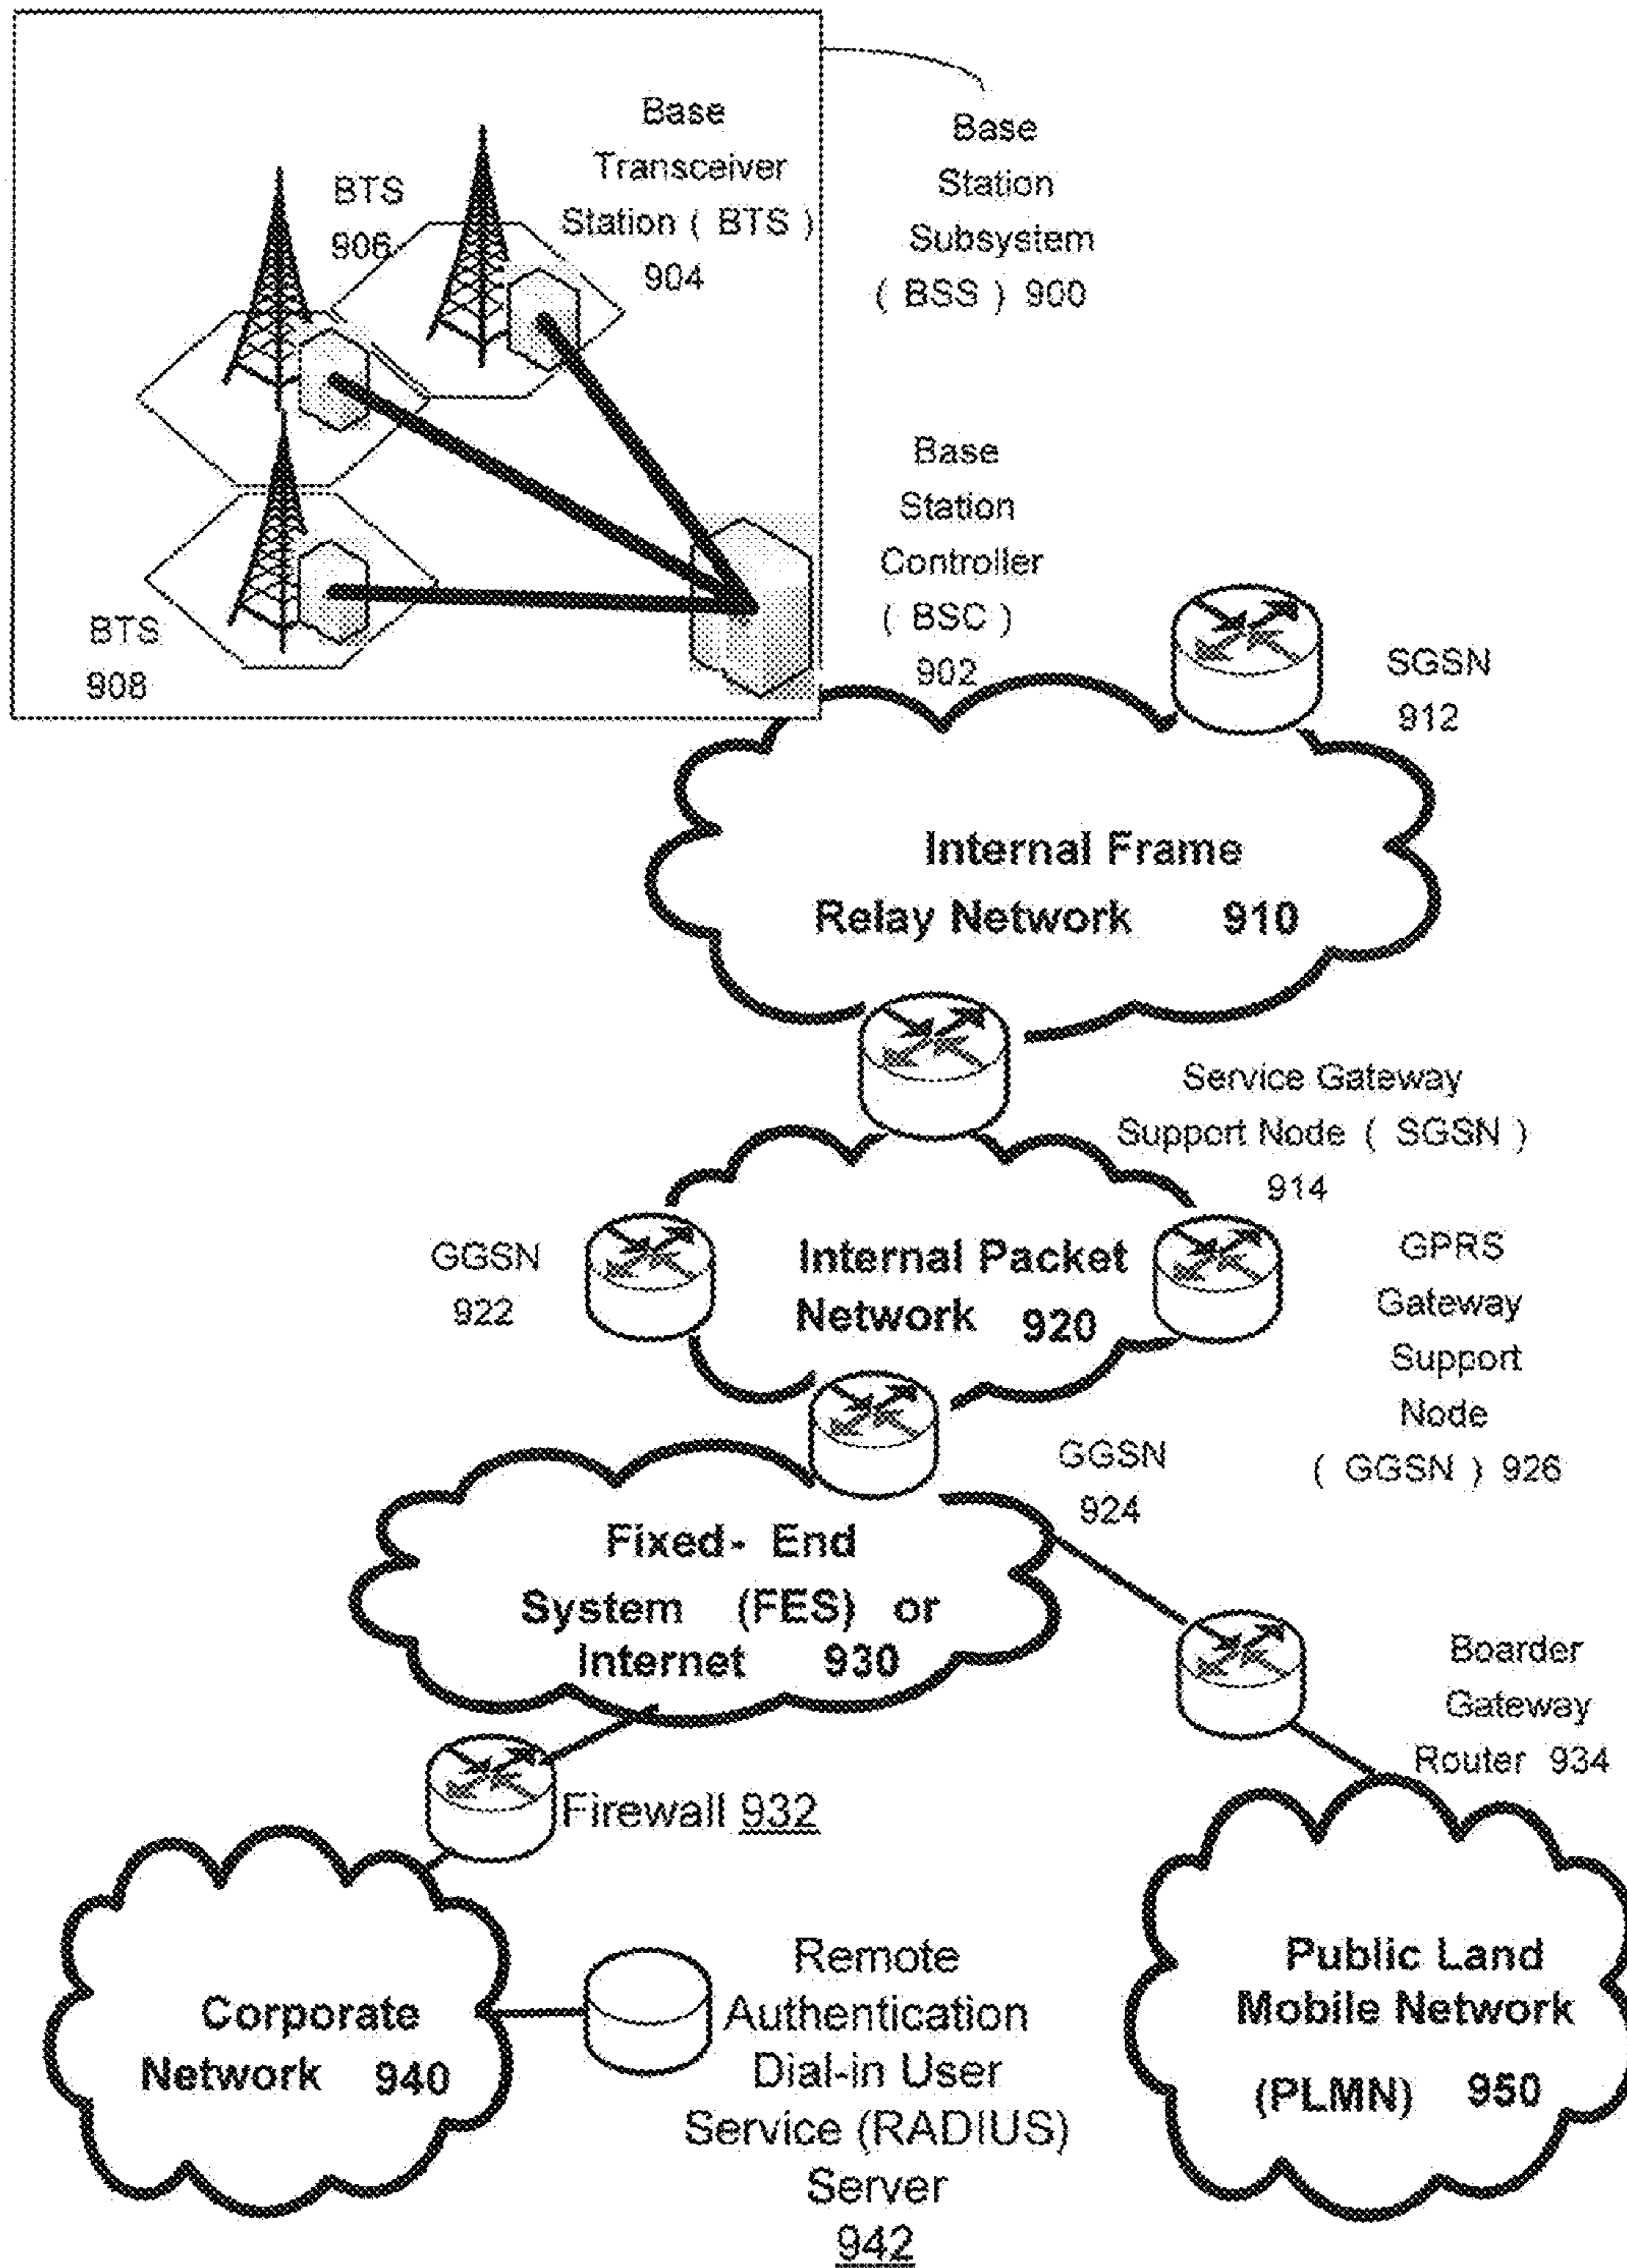 Base
Transceiver
Station ( BTS )
904
BTS
906
BTS
908
Base
Station
Subsystem
( BSS ) 900
Base
Station
Controller
( BSC )
902
SGSN
912
Internal Frame
Relay Network 910
Service Gateway
Support Node ( SGSN )
914
GGSN
922
Internal Packet
Network 920
GPRS
Gateway
Support
Node
( GGSN ) 926
GGSN
924
Fixed- End
System (FES) or
Internet 930
Boarder
Gateway
Router 934
Firewall 932
Corporate
Network 940
Remote
Authentication
Dial-in User
Service (RADIUS)
Server
942
Public Land
Mobile Network
(PLMN) 950